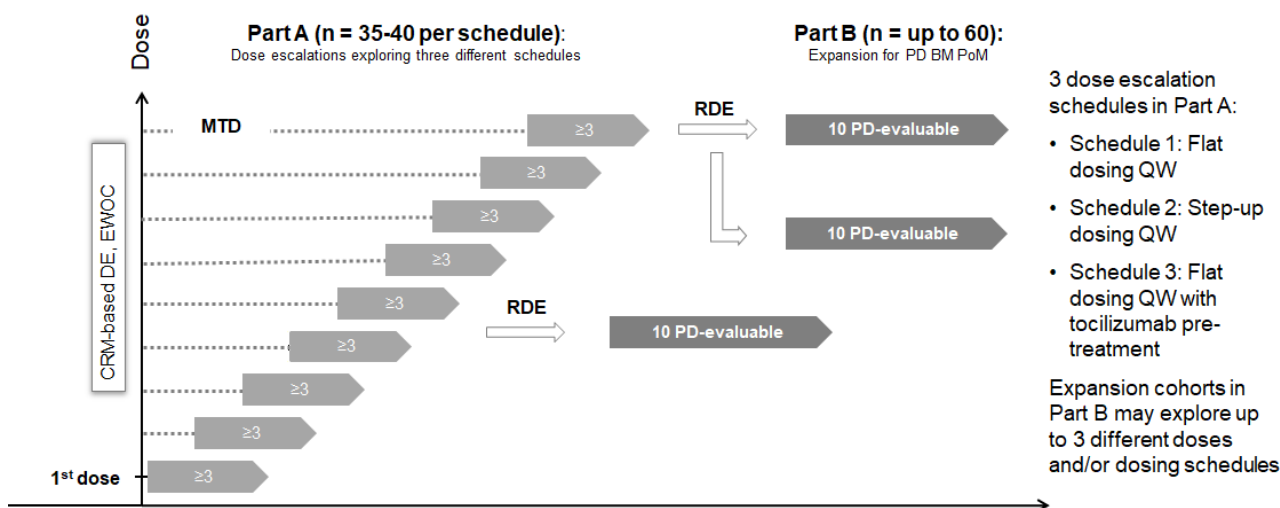 Dose
Part A (n = 35-40 per schedule):
Dose escalations exploring three different schedules
Part B (n = up to 60):
Expansion for PD BM PoM
CRM-based DE, EWOC
MTD
≥3
RDE
10 PD-evaluable
≥3
≥3
10 PD-evaluable
≥3
≥3
RDE
10 PD-evaluable
≥3
≥3
≥3
1st dose
≥3
3 dose escalation
schedules in Part A:
• Schedule 1: Flat
dosing QW
• Schedule 2: Step-up
dosing QW
• Schedule 3: Flat
dosing QW with
tocilizumab pre-
treatment
Expansion cohorts in
Part B may explore up
to 3 different doses
and/or dosing schedules